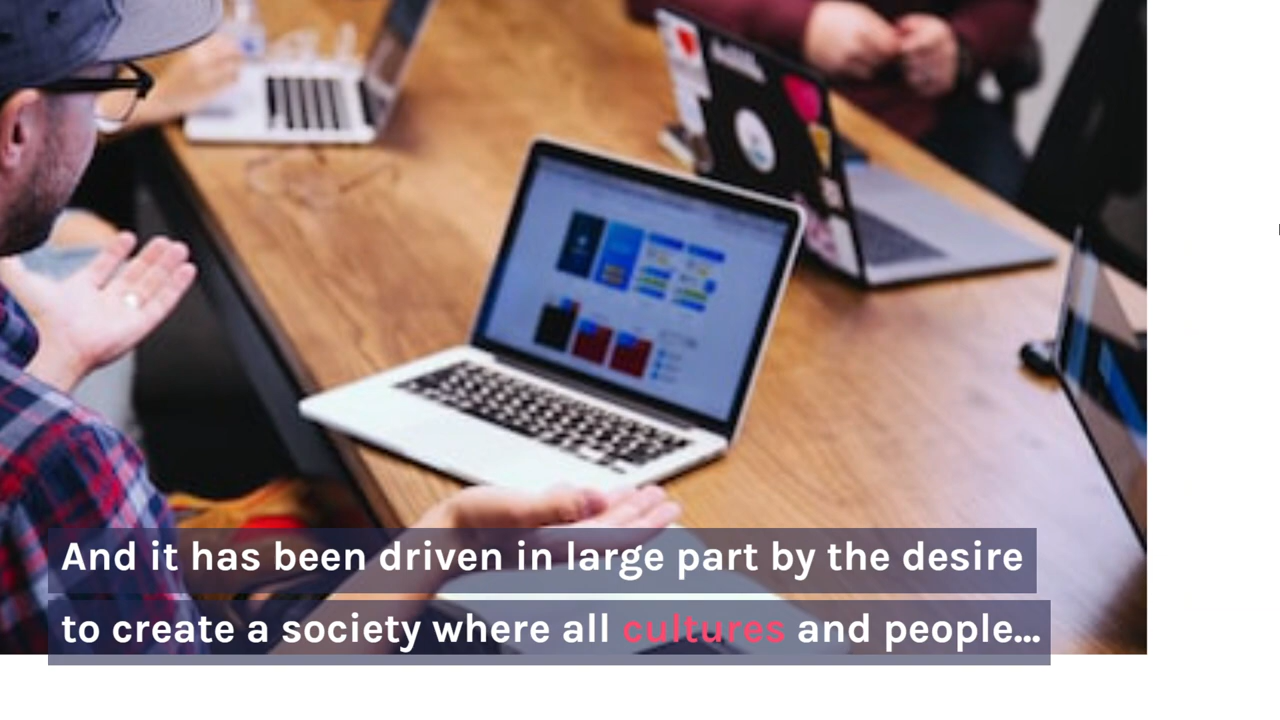 And it has been driven in large part by the desire
to create a society where all cultures and people...